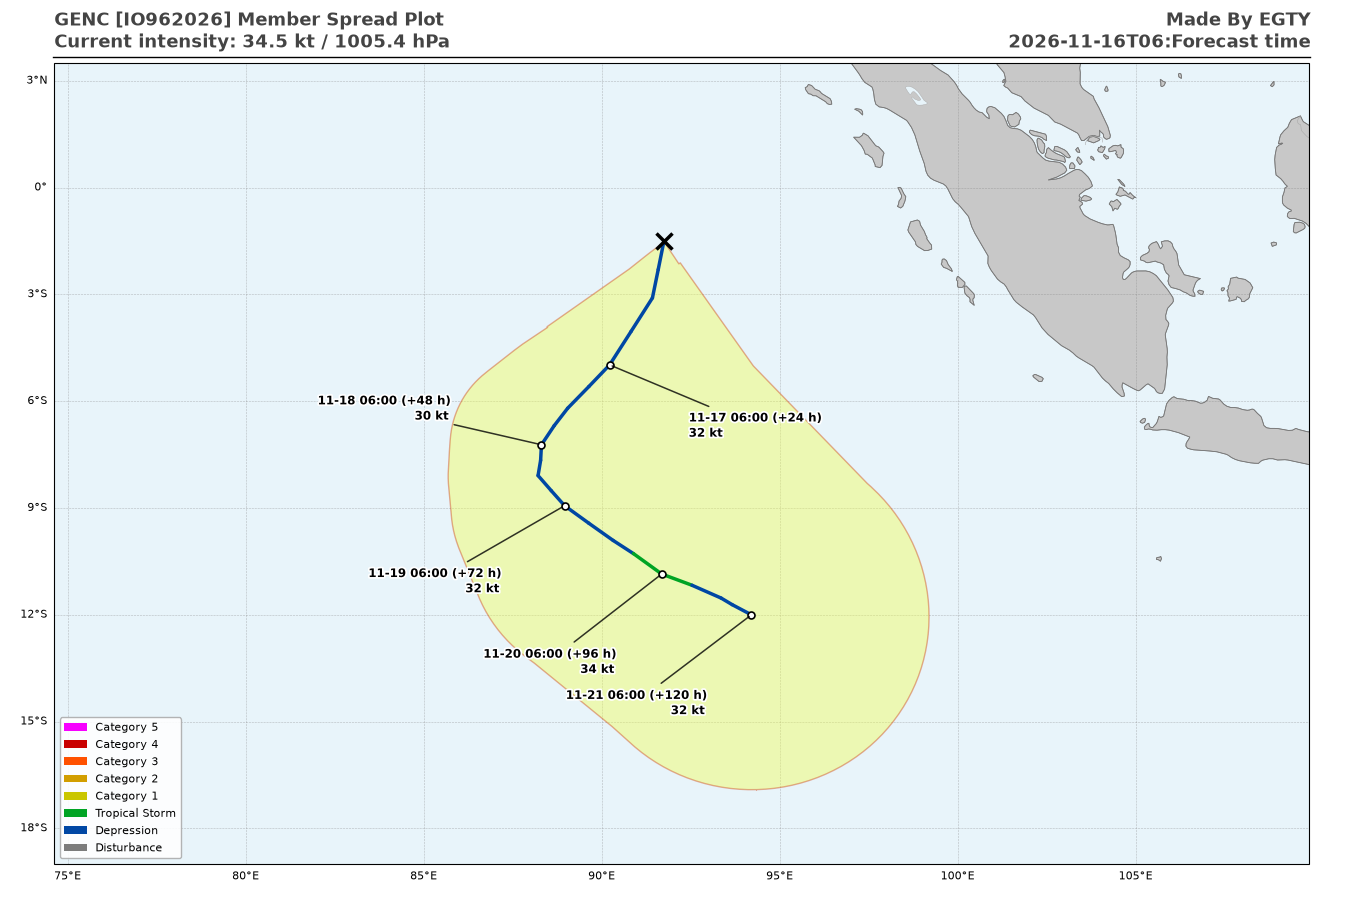 GENC [IO962026] Member Spread Plot
Made By EGTY
Current intensity: 34.5 kt / 1005.4 hPa
2026-11-16T06:Forecast time
3°N
0°
3°S
6°S
9°S
12°S
15°S
18°S
11-18 06:00 (+48 h)
30 kt
11-17 06:00 (+24 h)
32 kt
11-19 06:00 (+72 h)
32 kt
11-20 06:00 (+96 h)
34 kt
11-21 06:00 (+120 h)
32 kt
Category 5
Category 4
Category 3
Category 2
Category 1
Tropical Storm
Depression
Disturbance
75°E
80°E
85°E
90°E
95°E
100°E
105°E